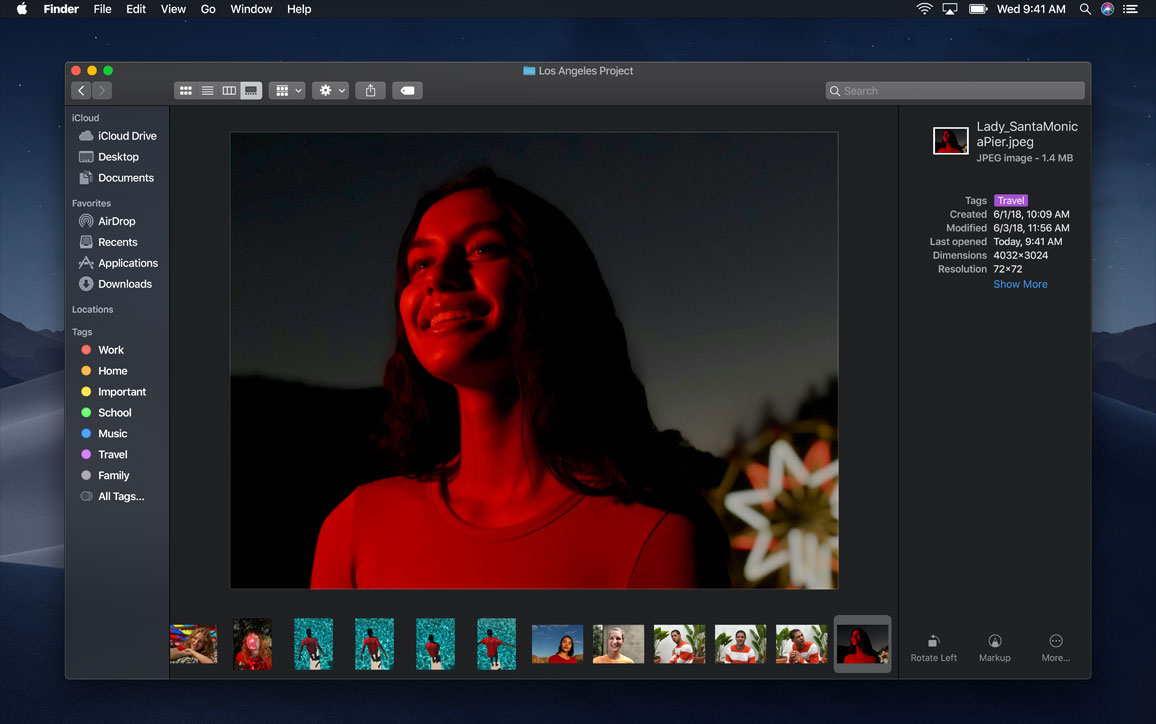 Finder File Edit View Go Window Help Wed 9:41 AM
Los Angeles Project
Search
iCloud
iCloud Drive
Desktop
Documents
Favorites
AirDrop
Recents
Applications
Downloads
Locations
Tags
Work
Home
Important
School
Music
Travel
Family
All Tags...
Lady_SantaMonic
aPier.jpeg
JPEG image - 1.4 MB
Tags Travel
Created 6/1/18, 10:09 AM
Modified 6/3/18, 11:56 AM
Last opened Today, 9:41 AM
Dimensions 4032×3024
Resolution 72×72
Show More
Rotate Left Markup More...